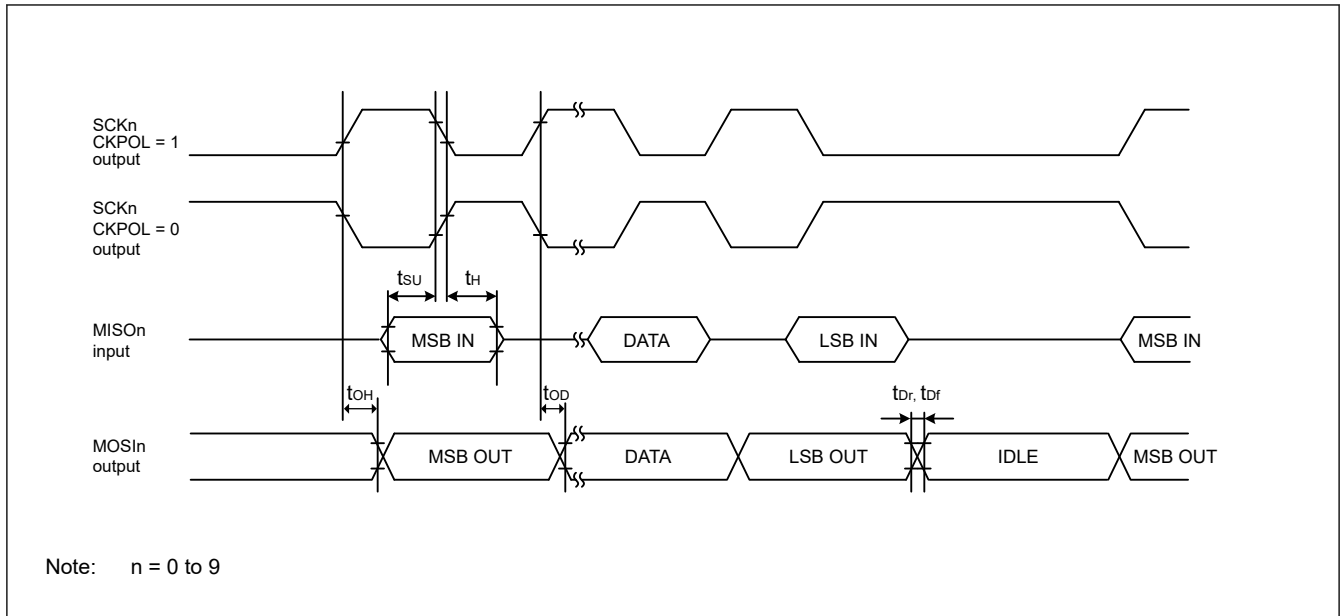 SCKn
CKPOL = 1
output
SCKn
CKPOL = 0
output
tSU
tH
MISOn
input
MSB IN
DATA
LSB IN
MSB IN
tOH
tOD
tDr, tDf
MOSIn
output
MSB OUT
DATA
LSB OUT
IDLE
MSB OUT
Note: n = 0 to 9